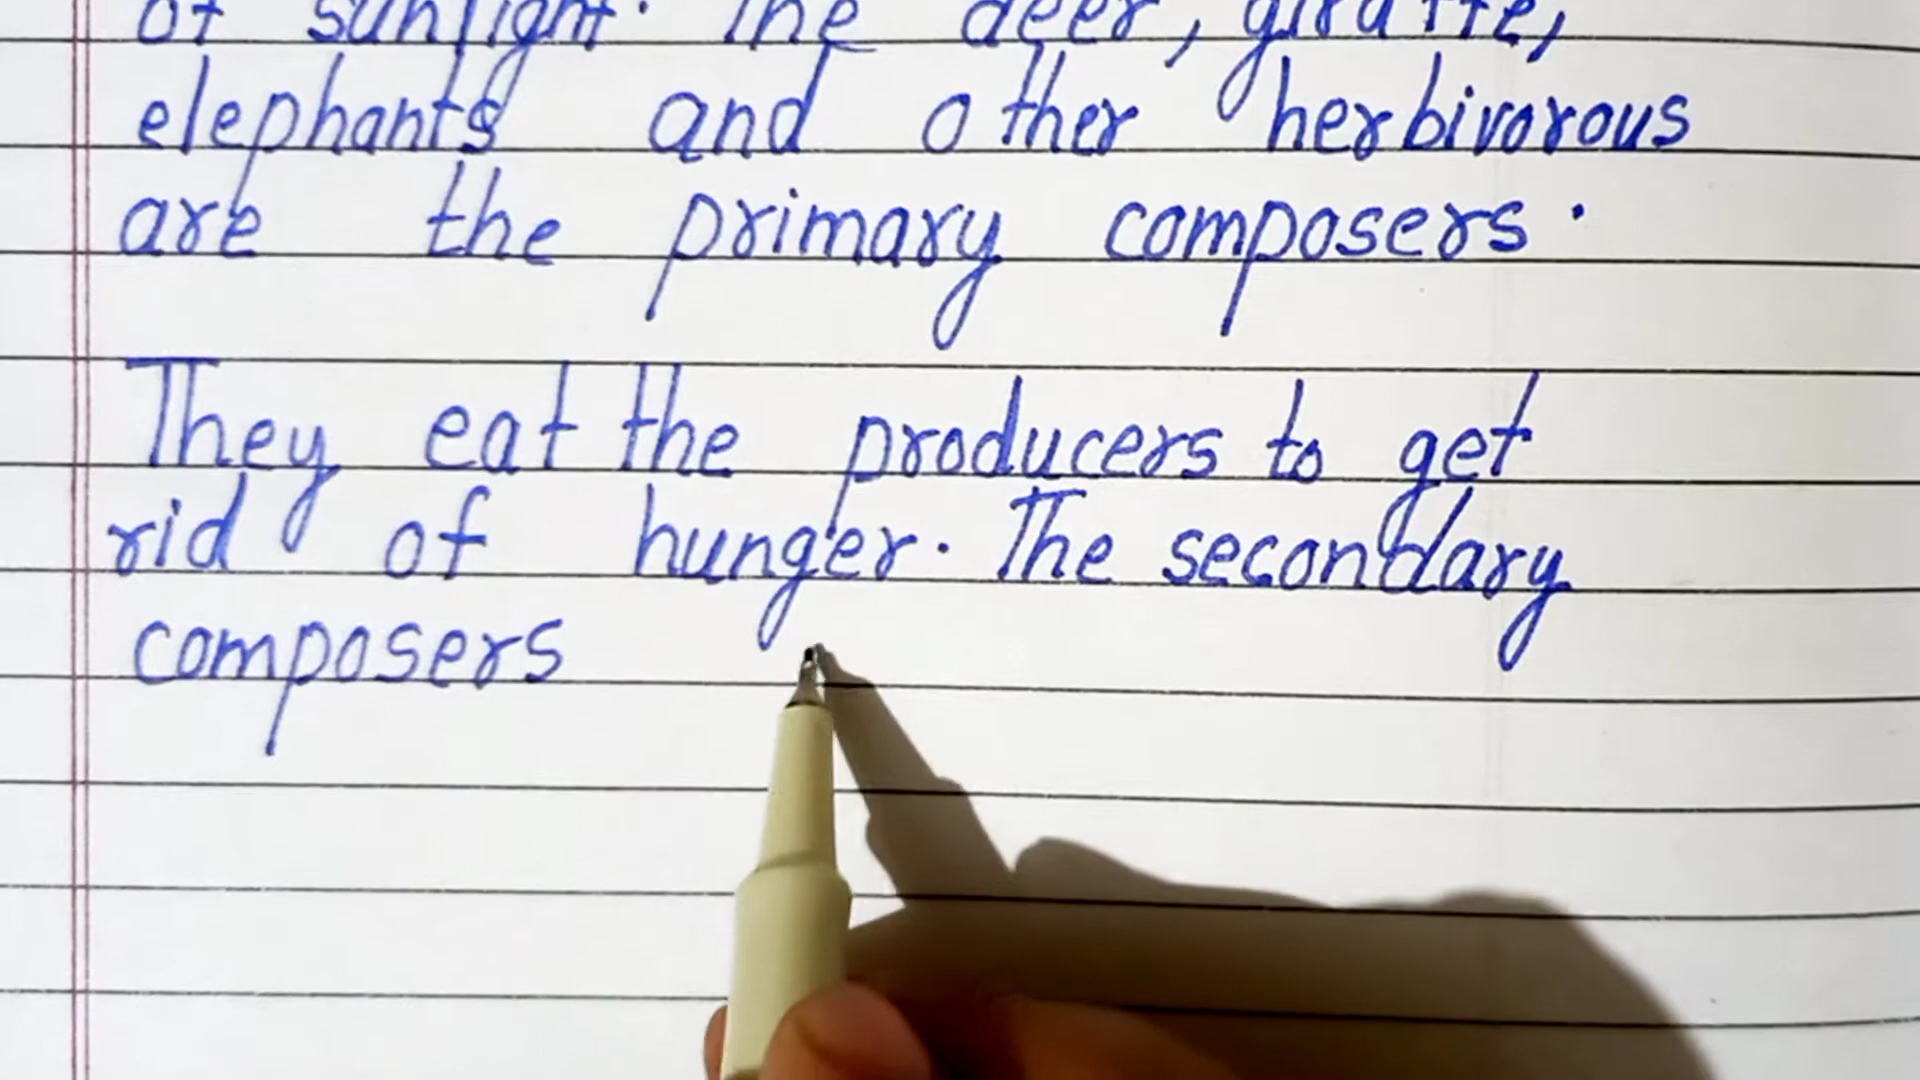 of sunlight. The deer, giraffe,
elephants and other herbivorous
are the primary composers.
They eat the producers to get
rid of hunger. The secondary
composers